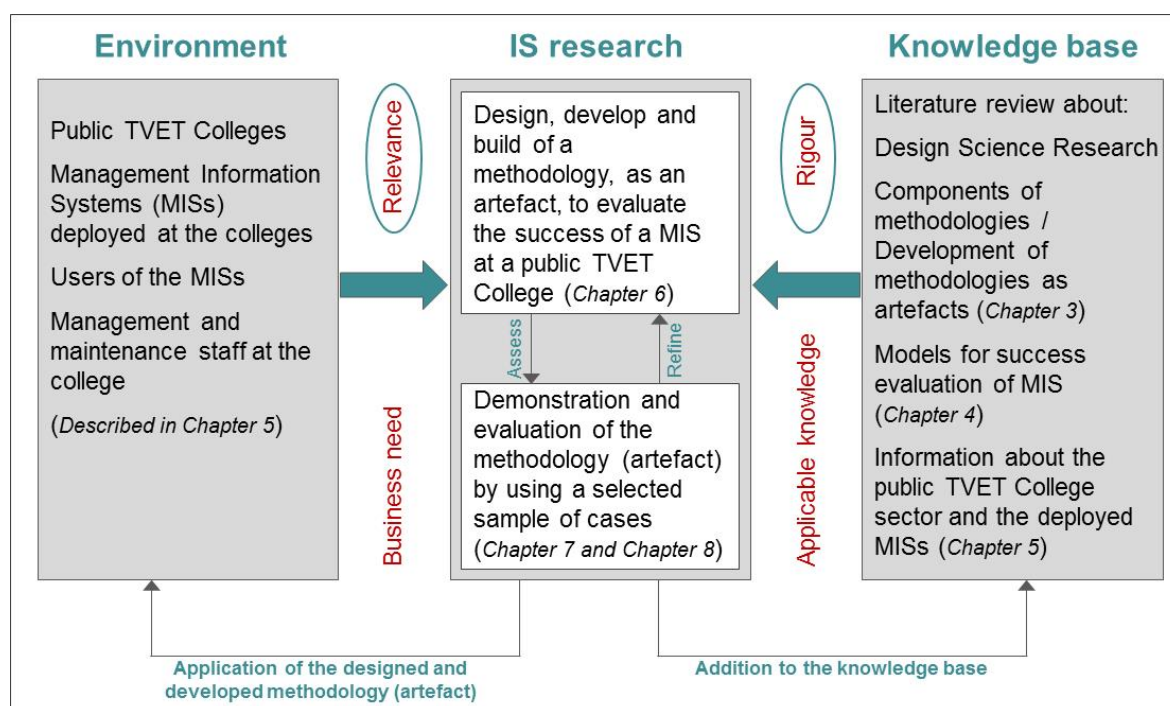 Environment
IS research
Knowledge base
Public TVET Colleges
Management Information
Systems (MISs)
deployed at the colleges
Users of the MISs
Management and
maintenance staff at the
college
(Described in Chapter 5)
Relevance
Business need
Design, develop and
build of a
methodology, as an
artefact, to evaluate
the success of a MIS
at a public TVET
College (Chapter 6)
Assess
Refine
Demonstration and
evaluation of the
methodology (artefact)
by using a selected
sample of cases
(Chapter 7 and Chapter 8)
Rigour
Applicable knowledge
Literature review about:
Design Science Research
Components of
methodologies /
Development of
methodologies as
artefacts (Chapter 3)
Models for success
evaluation of MIS
(Chapter 4)
Information about the
public TVET College
sector and the deployed
MISs (Chapter 5)
Application of the designed and
developed methodology (artefact)
Addition to the knowledge base